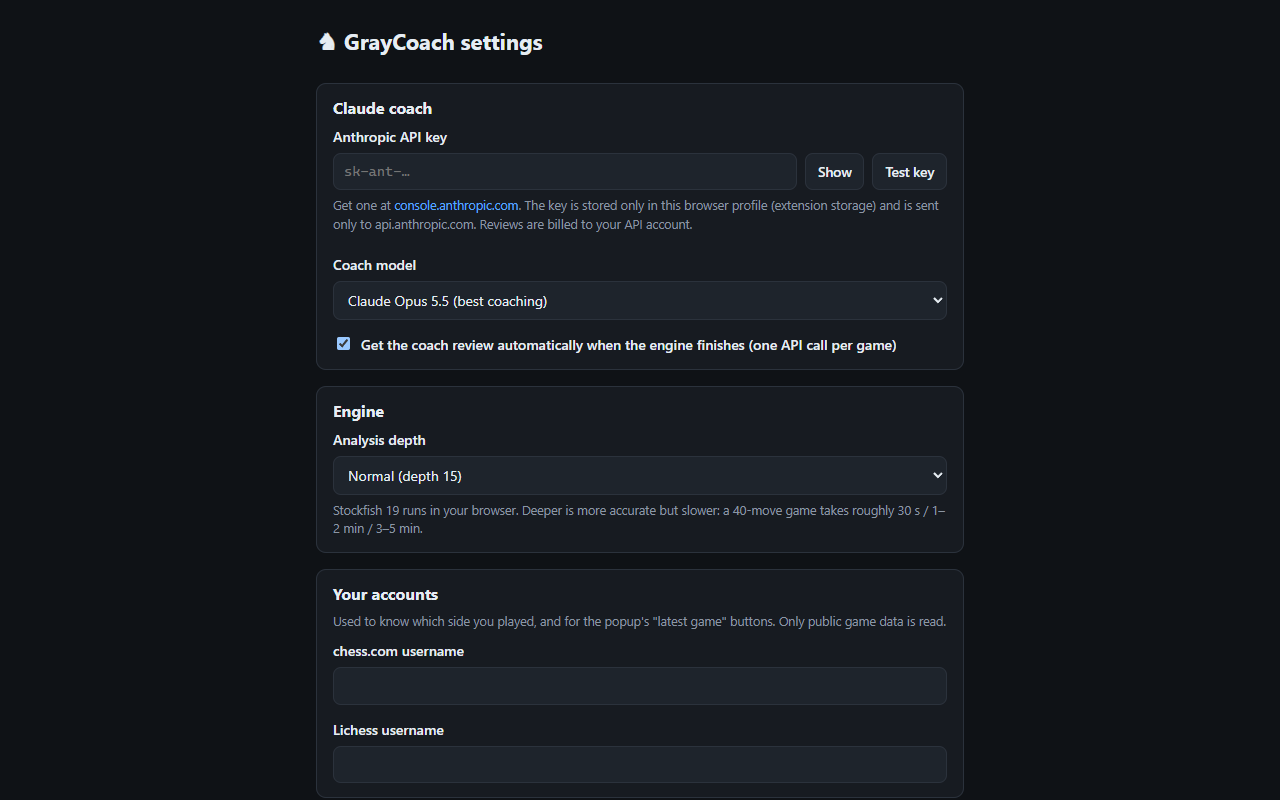 ♞ GrayCoach settings
Claude coach
Anthropic API key
sk-ant-…
Show
Test key
Get one at console.anthropic.com. The key is stored only in this browser profile (extension storage) and is sent
only to api.anthropic.com. Reviews are billed to your API account.
Coach model
Claude Opus 5.5 (best coaching)
Get the coach review automatically when the engine finishes (one API call per game)
Engine
Analysis depth
Normal (depth 15)
Stockfish 19 runs in your browser. Deeper is more accurate but slower: a 40-move game takes roughly 30 s / 1–
2 min / 3–5 min.
Your accounts
Used to know which side you played, and for the popup's "latest game" buttons. Only public game data is read.
chess.com username
Lichess username